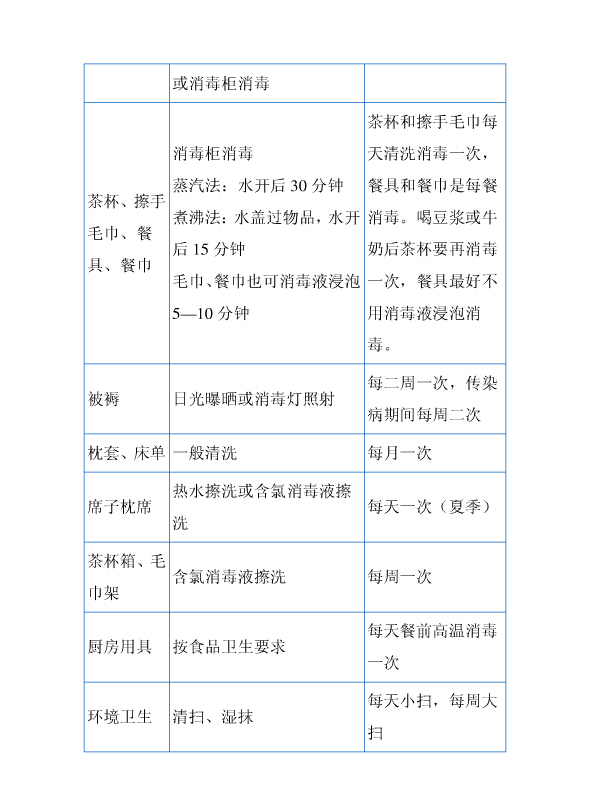 或消毒柜消毒
茶杯、擦手
毛巾、餐
具、餐巾
消毒柜消毒
蒸汽法：水开后 30 分钟
煮沸法：水盖过物品，水开
后 15 分钟
毛巾、餐巾也可消毒液浸泡
5—10 分钟
茶杯和擦手毛巾每
天清洗消毒一次，
餐具和餐巾是每餐
消毒。喝豆浆或牛
奶后茶杯要再消毒
一次，餐具最好不
用消毒液浸泡消
毒。
被褥
日光曝晒或消毒灯照射
每二周一次，传染
病期间每周二次
枕套、床单
一般清洗
每月一次
席子枕席
热水擦洗或含氯消毒液擦
洗
每天一次（夏季）
茶杯箱、毛
巾架
含氯消毒液擦洗
每周一次
厨房用具
按食品卫生要求
每天餐前高温消毒
一次
环境卫生
清扫、湿抹
每天小扫，每周大
扫